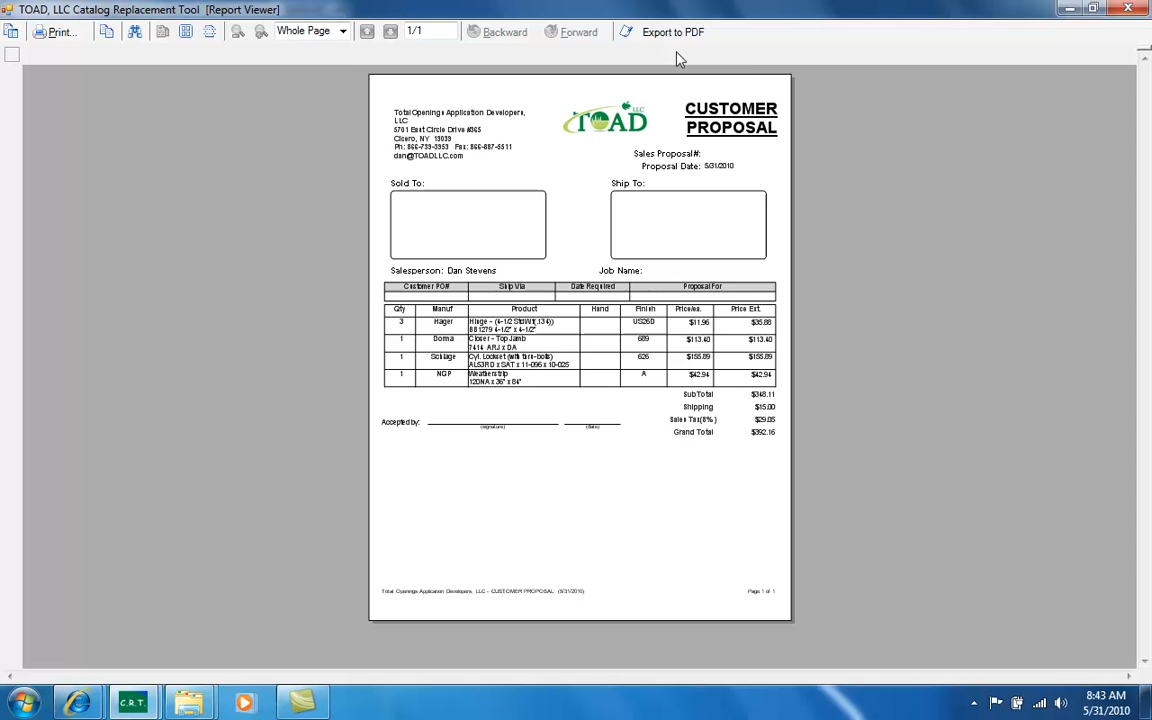 TOAD, LLC Catalog Replacement Tool [Report Viewer]
Print... Whole Page 1/1 Backward Forward Export to PDF
Total Openings Application Developers,
LLC
5701 East Circle Drive #365
Cicero, NY 13039
Ph: 866-739-3953 Fax: 866-887-5511
dan@TOADLLC.com
TOAD LLC
CUSTOMER
PROPOSAL
Sales Proposal#:
Proposal Date: 5/31/2010
Sold To: Ship To:
Salesperson: Dan Stevens Job Name:
Customer PO# Ship Via Date Required Proposal For
Qty Manuf Product Hand Finish Price/ea. Price Ext.
3 Hager Hinge - (4-1/2 Std Wt(.134)) US26D $11.96 $35.88
BB1279 4-1/2" x 4-1/2"
1 Dorma Closer - Top Jamb 689 $113.40 $113.40
7414 ARJ x DA
1 Schlage Cyl. Lockset (with turn-bolts) 626 $155.89 $155.89
AL53RD x SAT x 11-096 x 10-025
1 NGP Weatherstrip A $42.94 $42.94
120NA x 36" x 84"
SubTotal $348.11
Shipping $15.00
Accepted by: Sales Tax(8%) $29.05
(signature) (date)
Grand Total $392.16
Total Openings Application Developers, LLC - CUSTOMER PROPOSAL (5/31/2010) Page 1 of 1
C.R.T.
8:43 AM
5/31/2010